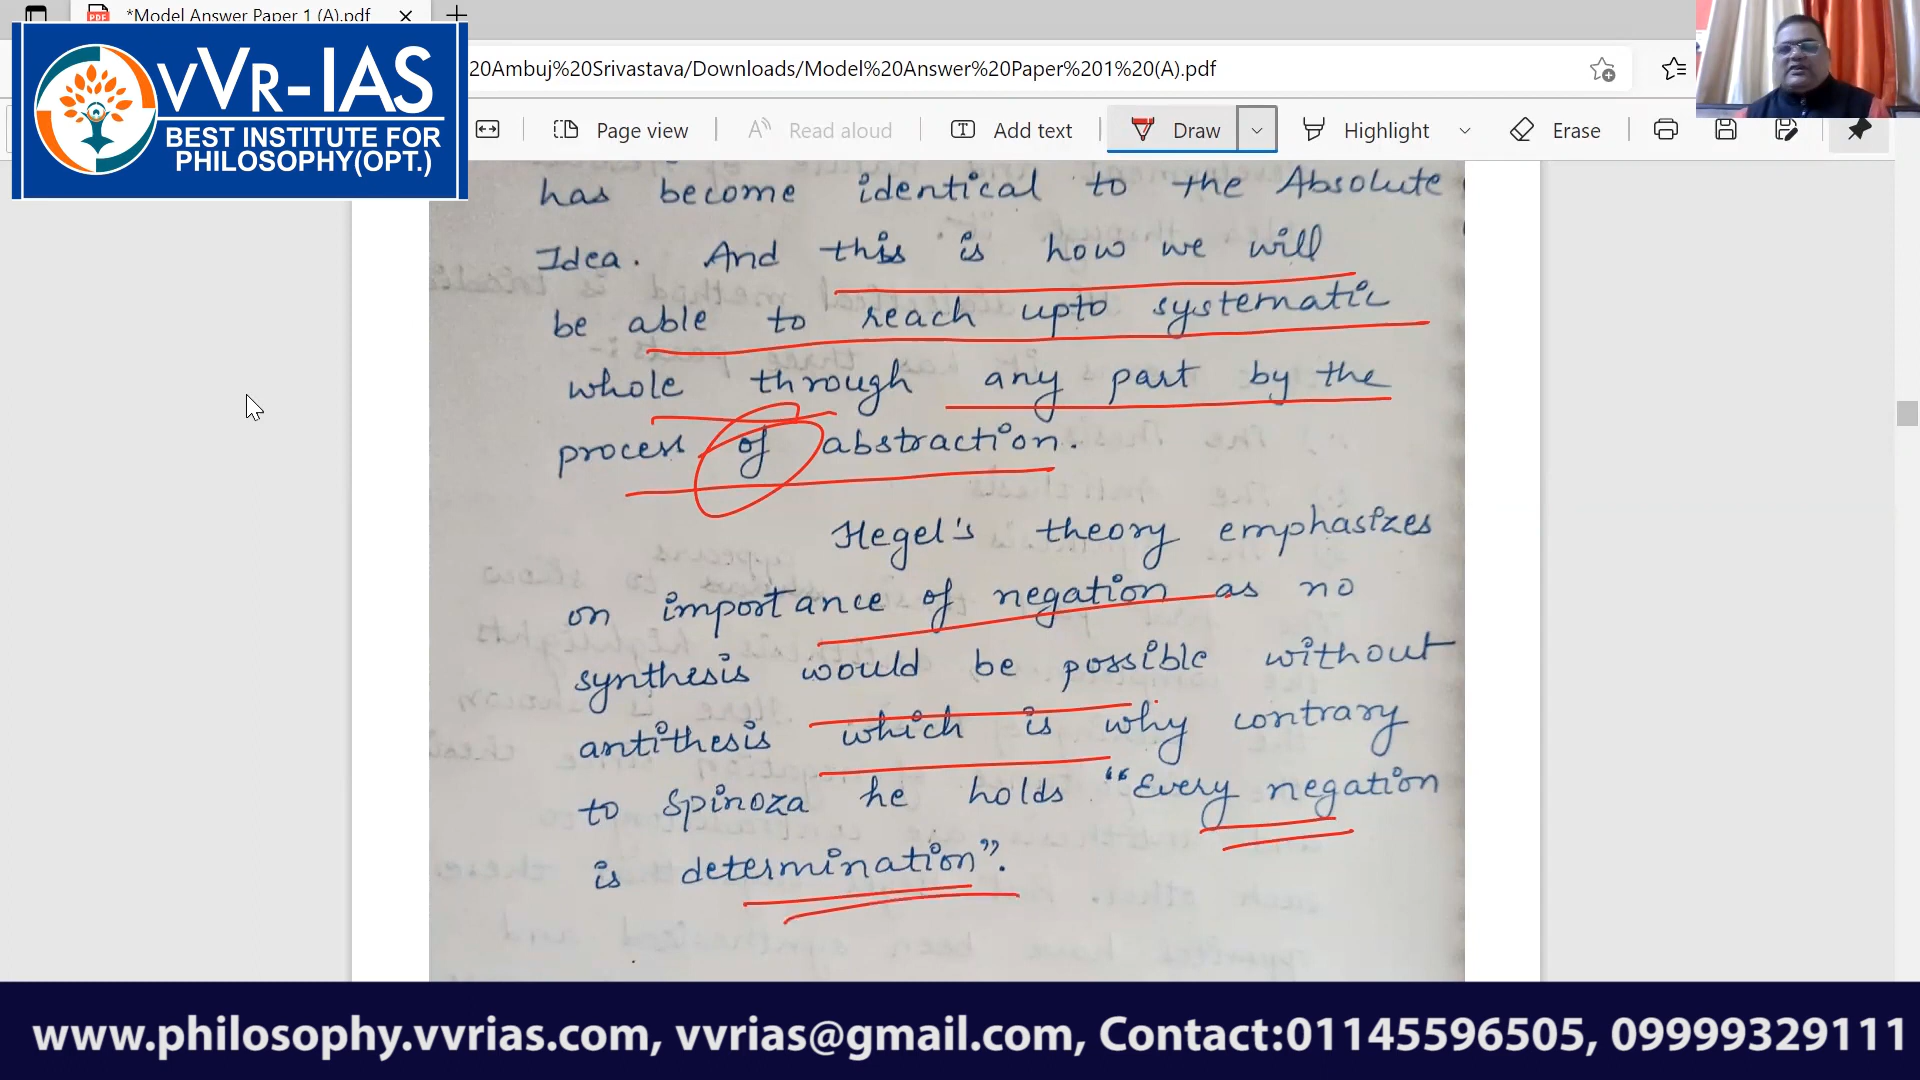 *Model Answer Paper 1 (A).pdf
vVR-IAS
BEST INSTITUTE FOR
PHILOSOPHY(OPT.)
20Ambuj%20Srivastava/Downloads/Model%20Answer%20Paper%201%20(A).pdf
Page view
Read aloud
Add text
Draw
Highlight
Erase
has become identical to the Absolute
Idea. And this is how we will
be able to reach upto systematic
whole through any part by the
process of abstraction.
Hegel's theory emphasizes
on importance of negation as no
synthesis would be possible without
antithesis which is why contrary
to Spinoza he holds "Every negation
is determination".
www.philosophy.vvrias.com, vvrias@gmail.com, Contact:01145596505, 09999329111